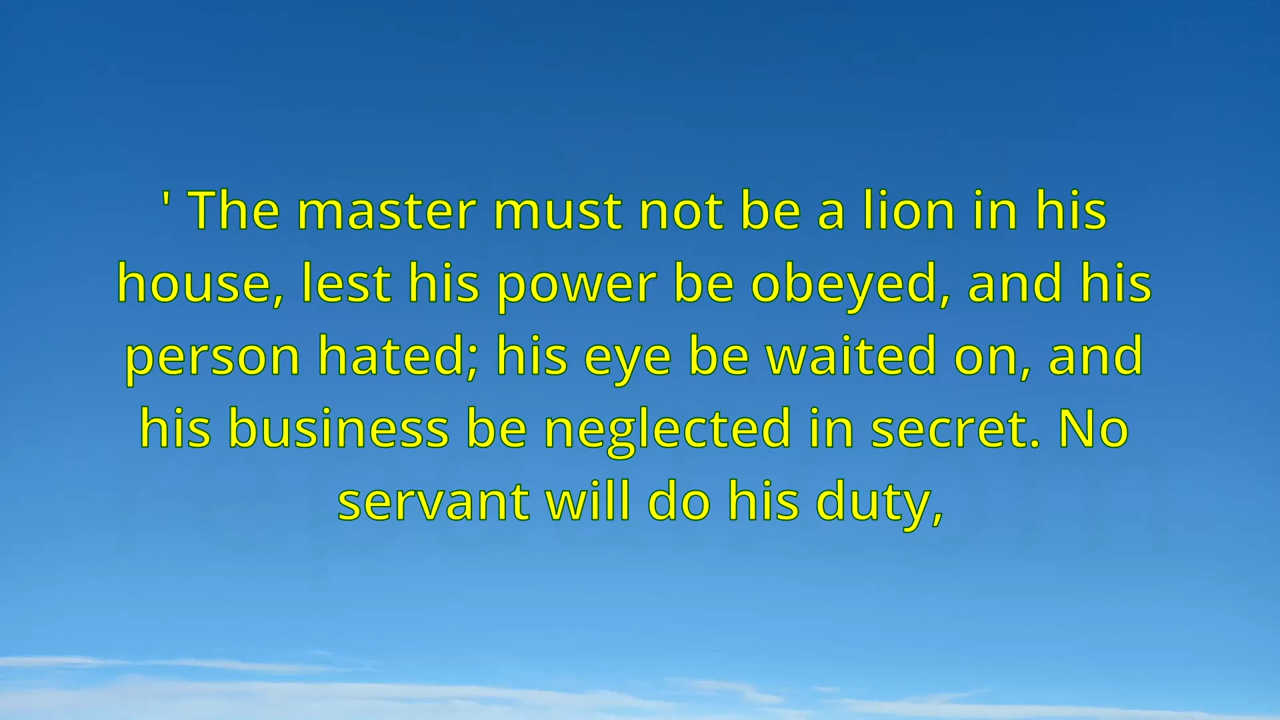 ' The master must not be a lion in his
house, lest his power be obeyed, and his
person hated; his eye be waited on, and
his business be neglected in secret. No
servant will do his duty,